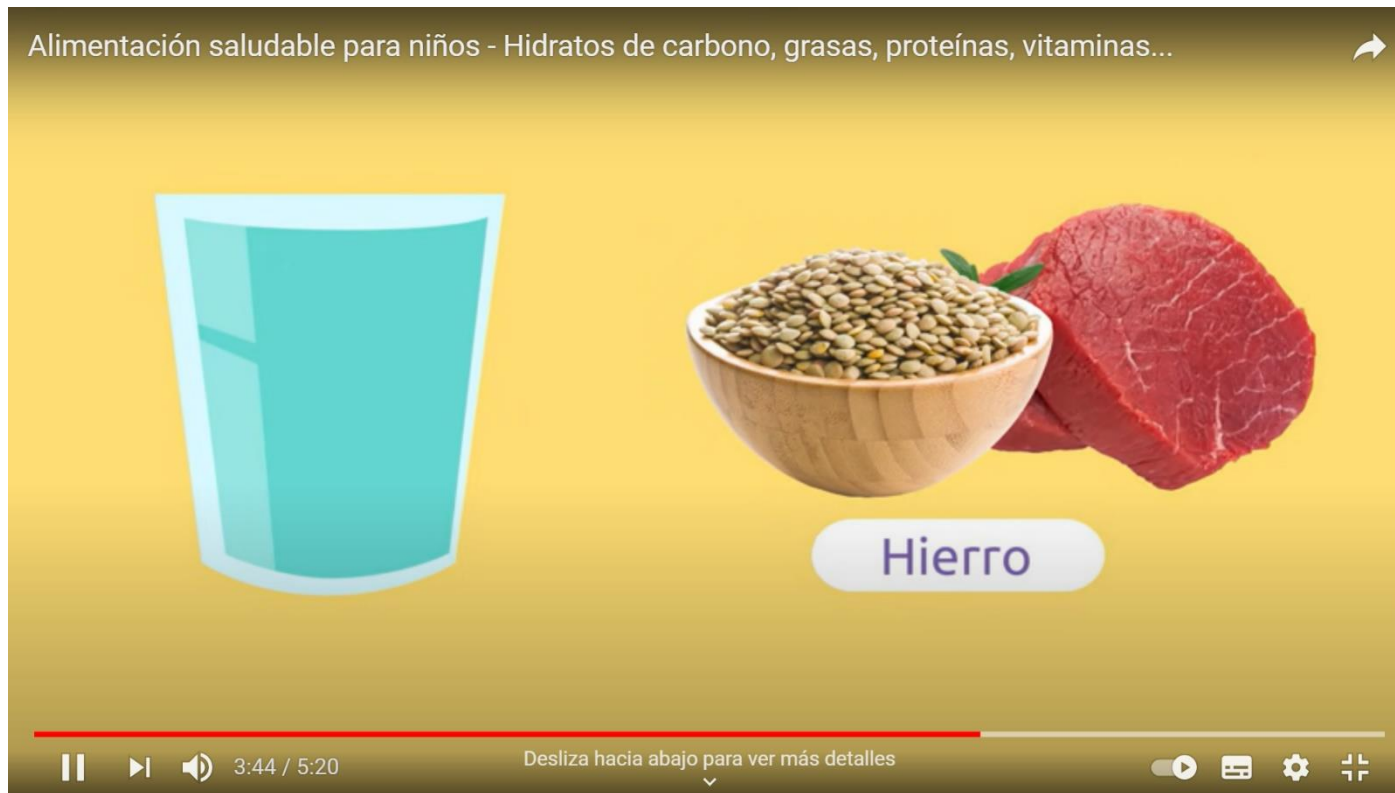 Alimentación saludable para niños - Hidratos de carbono, grasas, proteínas, vitaminas...
Hierro
3:44 / 5:20
Desliza hacia abajo para ver más detalles